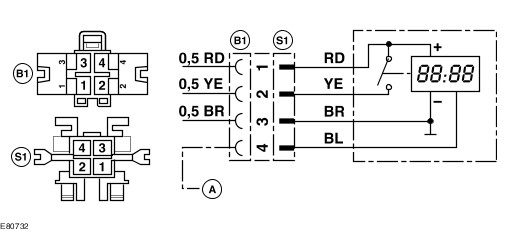 B1 S1
0,5 RD 1 RD +
3 4 3 4
B1 1 2 1 2
0,5 YE 2 YE 88:88
0,5 BR 3 BR –
4 BL
S1 4 3
2 1
A
E80732